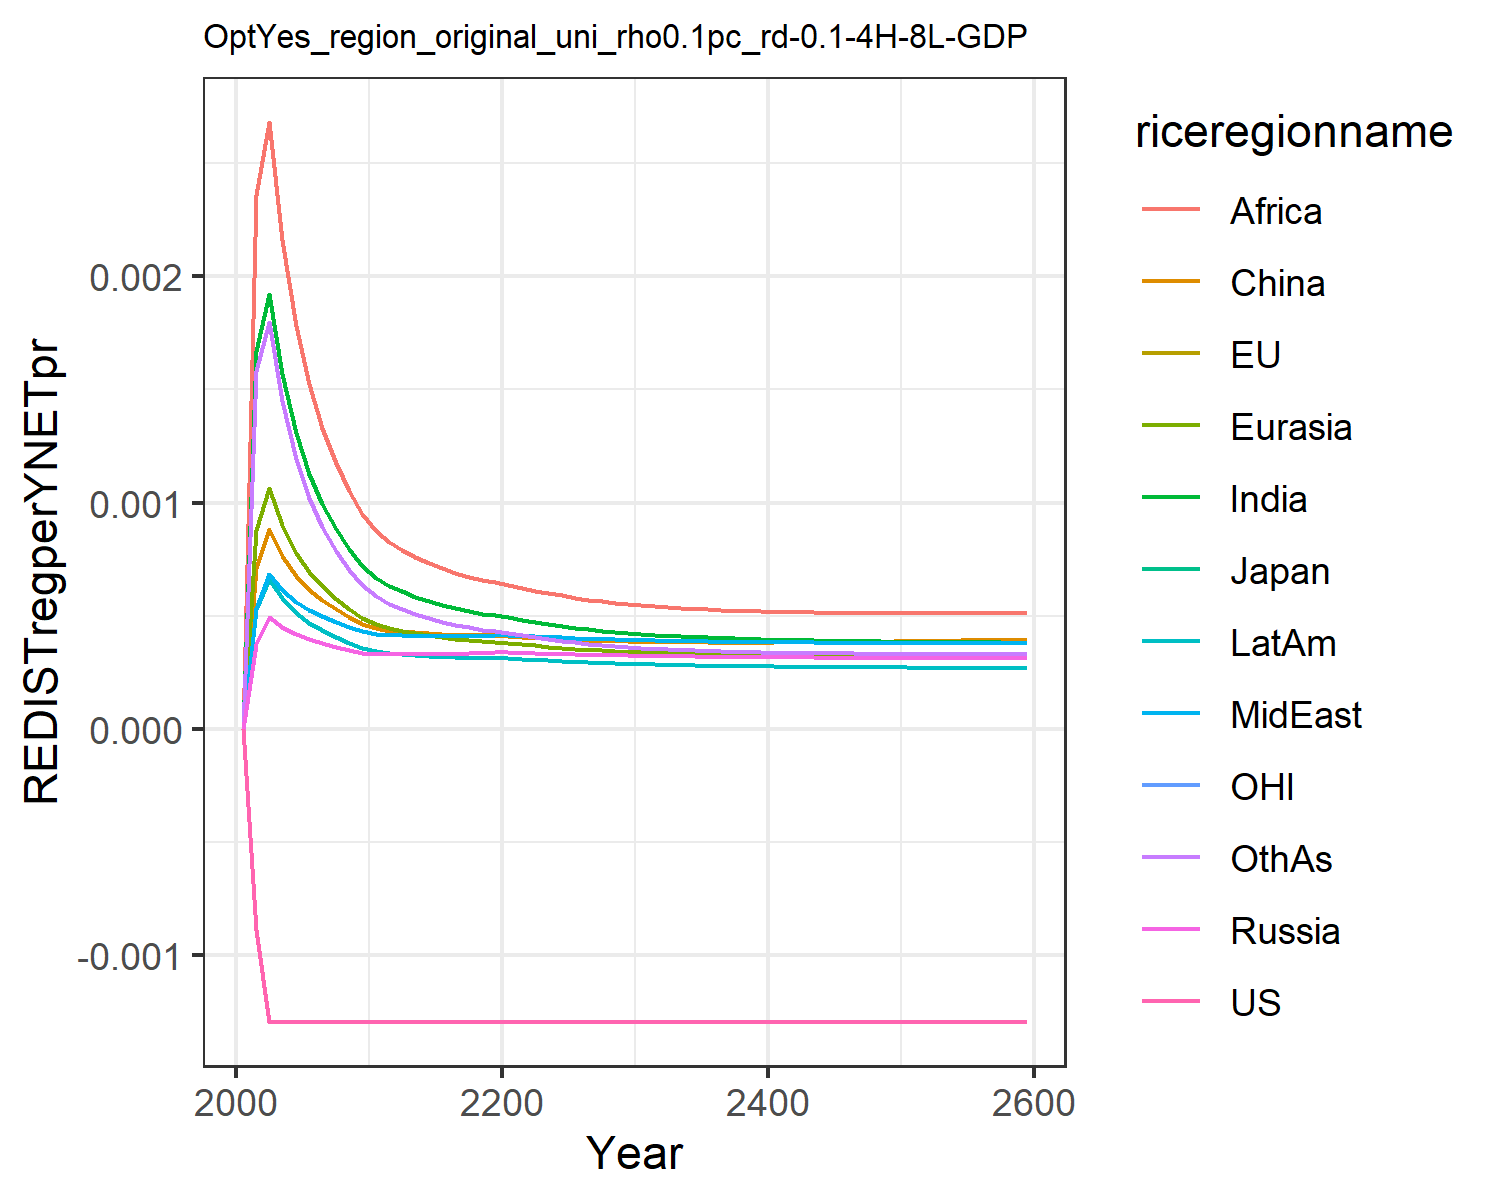 OptYes_region_original_uni_rho0.1pc_rd-0.1-4H-8L-GDP
REDISTregperYNETpr
0.002
0.001
0.000
-0.001
2000
2200
2400
2600
Year
riceregionname
Africa
China
EU
Eurasia
India
Japan
LatAm
MidEast
OHI
OthAs
Russia
US